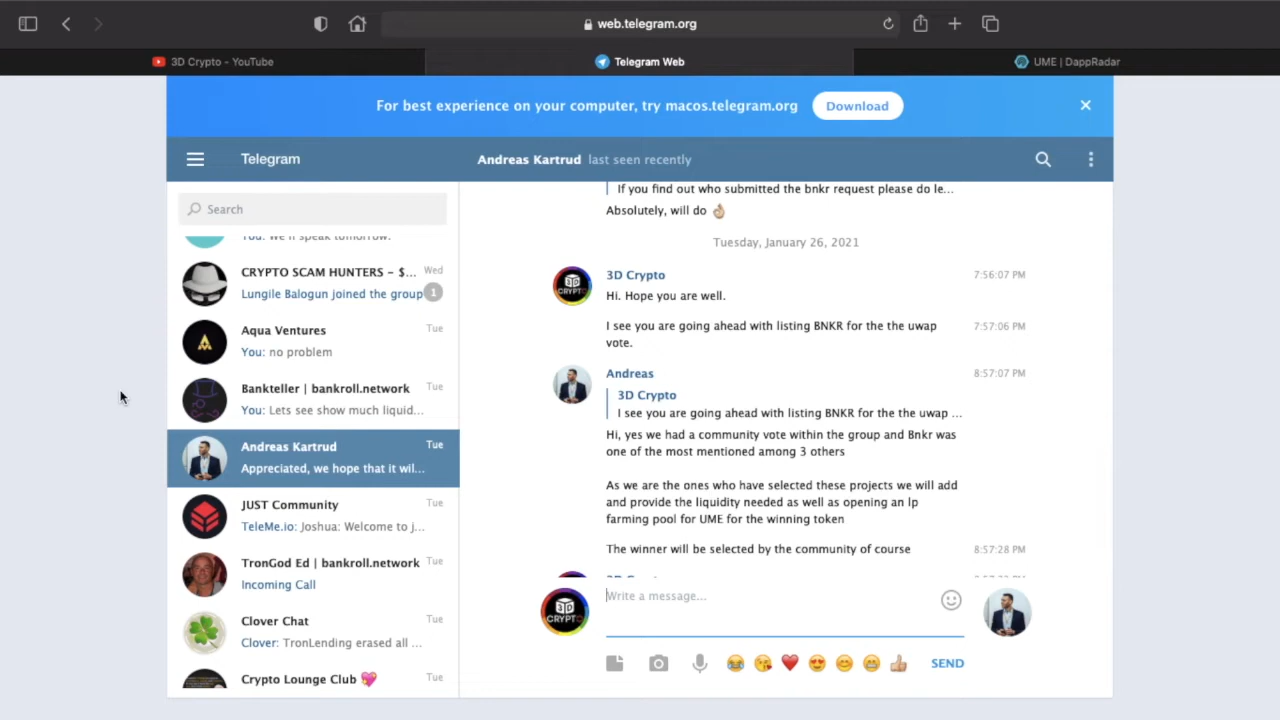 web.telegram.org
3D Crypto - YouTube
Telegram Web
UME | DappRadar
For best experience on your computer, try macos.telegram.org
Download
Telegram
Andreas Kartrud last seen recently
Search
You: We'll speak tomorrow.
CRYPTO SCAM HUNTERS - $... Wed
Lungile Balogun joined the group 1
Aqua Ventures Tue
You: no problem
Bankteller | bankroll.network Tue
You: Lets see show much liquid...
Andreas Kartrud Tue
Appreciated, we hope that it wil...
JUST Community Tue
TeleMe.io: Joshua: Welcome to j...
TronGod Ed | bankroll.network Tue
Incoming Call
Clover Chat Tue
Clover: TronLending erased all ...
Crypto Lounge Club 💖 Tue
If you find out who submitted the bnkr request please do le...
Absolutely, will do 👌🏼
Tuesday, January 26, 2021
3D Crypto 7:56:07 PM
Hi. Hope you are well.
I see you are going ahead with listing BNKR for the the uwap 7:57:06 PM
vote.
Andreas 8:57:07 PM
3D Crypto
I see you are going ahead with listing BNKR for the the uwap ...
Hi, yes we had a community vote within the group and Bnkr was
one of the most mentioned among 3 others
As we are the ones who have selected these projects we will add
and provide the liquidity needed as well as opening an lp
farming pool for UME for the winning token
The winner will be selected by the community of course 8:57:28 PM
Write a message...
SEND
3D
CRYPTO